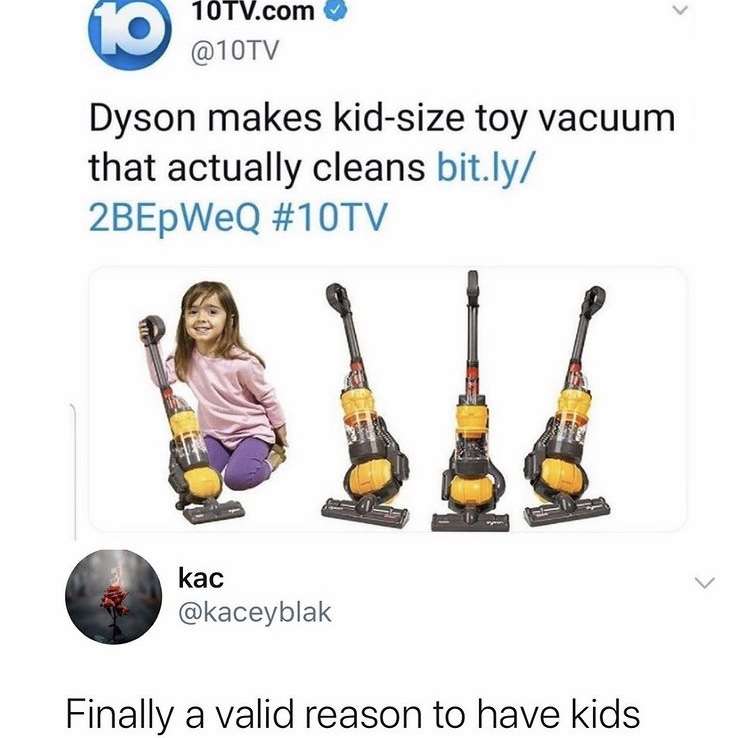 10
10TV.com
@10TV
Dyson makes kid-size toy vacuum
that actually cleans bit.ly/
2BEpWeQ #10TV
kac
@kaceyblak
Finally a valid reason to have kids